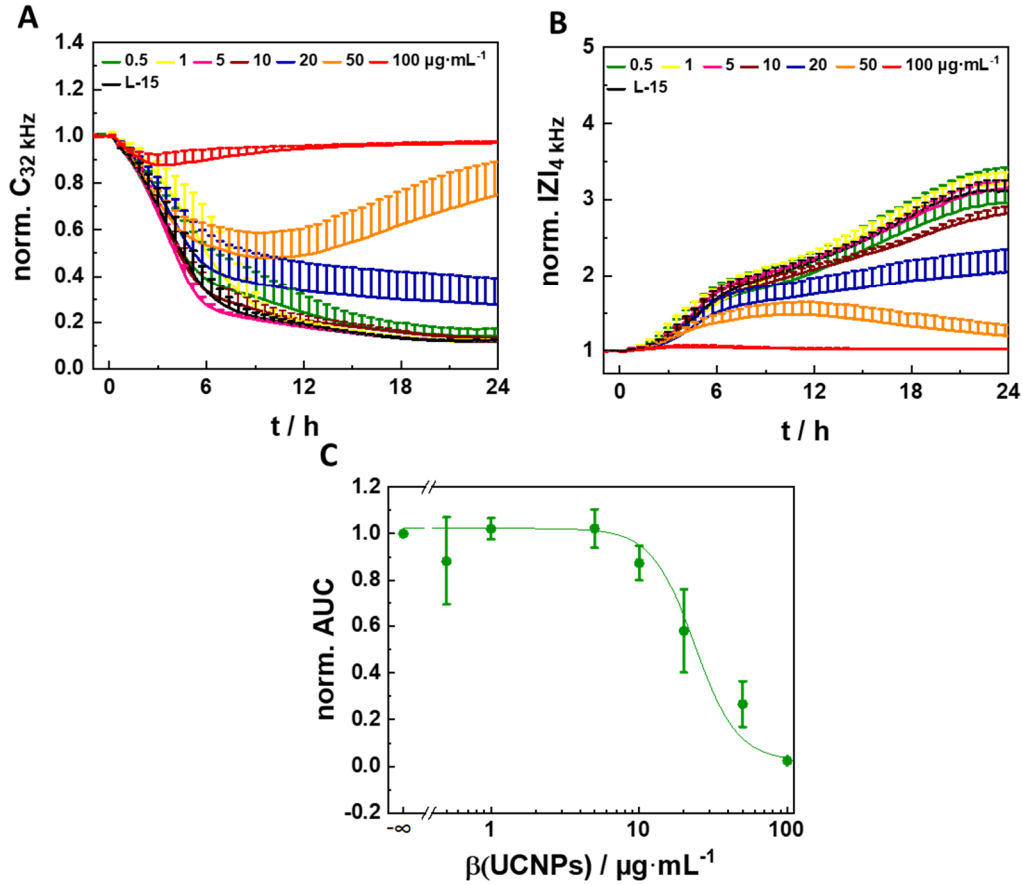 A
0.5 1 5 10 20 50 100 µg·mL⁻¹
L-15
norm. C₃₂ ₖHz
1.4
1.2
1.0
0.8
0.6
0.4
0.2
0.0
0 6 12 18 24
t / h
B
0.5 1 5 10 20 50 100 µg·mL⁻¹
L-15
norm. IZI₄ ₖHz
5
4
3
2
1
0 6 12 18 24
t / h
C
norm. AUC
1.2
1.0
0.8
0.6
0.4
0.2
0.0
-0.2
-∞ 1 10 100
β(UCNPs) / µg·mL⁻¹